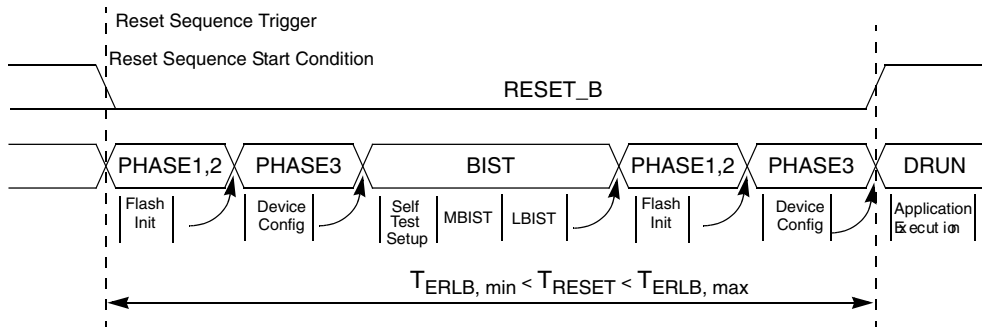 Reset Sequence Trigger
Reset Sequence Start Condition
RESET_B
PHASE1,2 PHASE3 BIST PHASE1,2 PHASE3 DRUN
Flash Init
Device Config
Self Test Setup
MBIST
LBIST
Flash Init
Device Config
Application Execution
TERLB, min < TRESET < TERLB, max